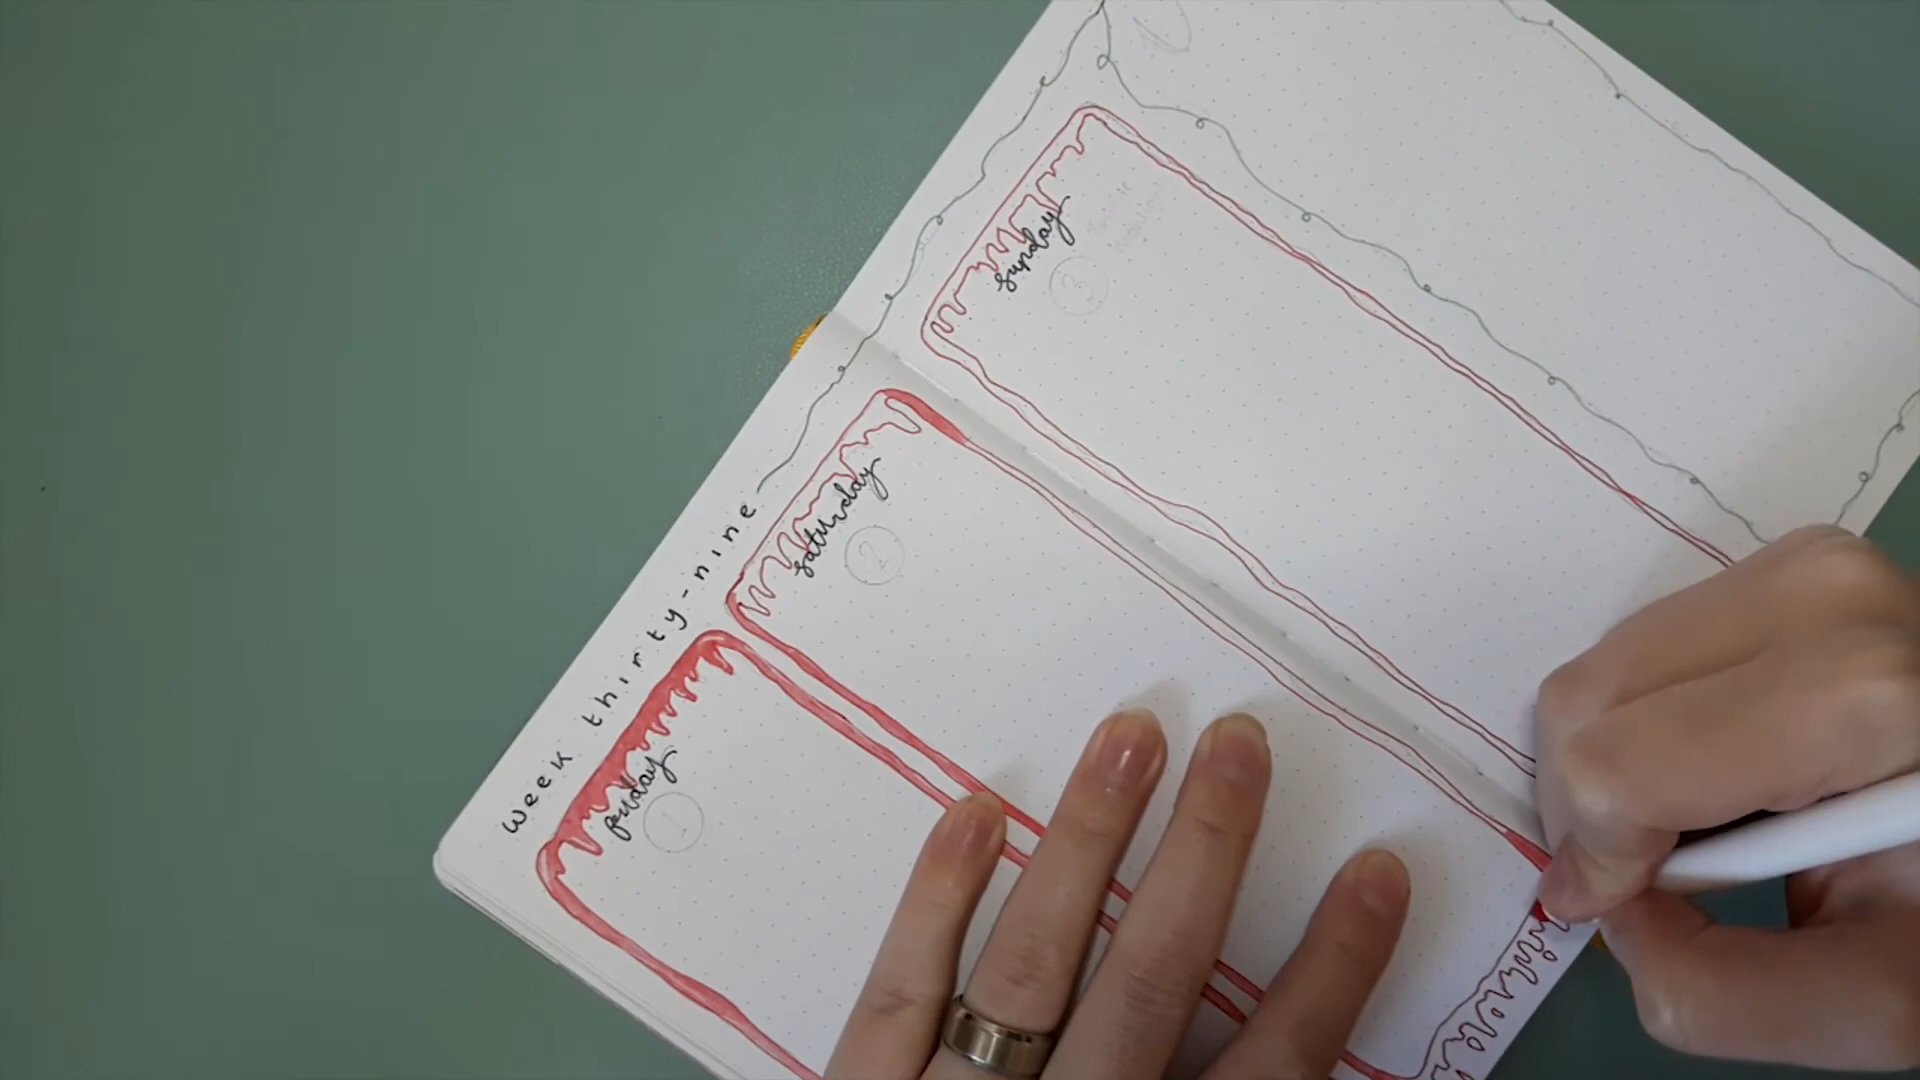 week thirty-nine
friday
1
saturday
2
sunday
3